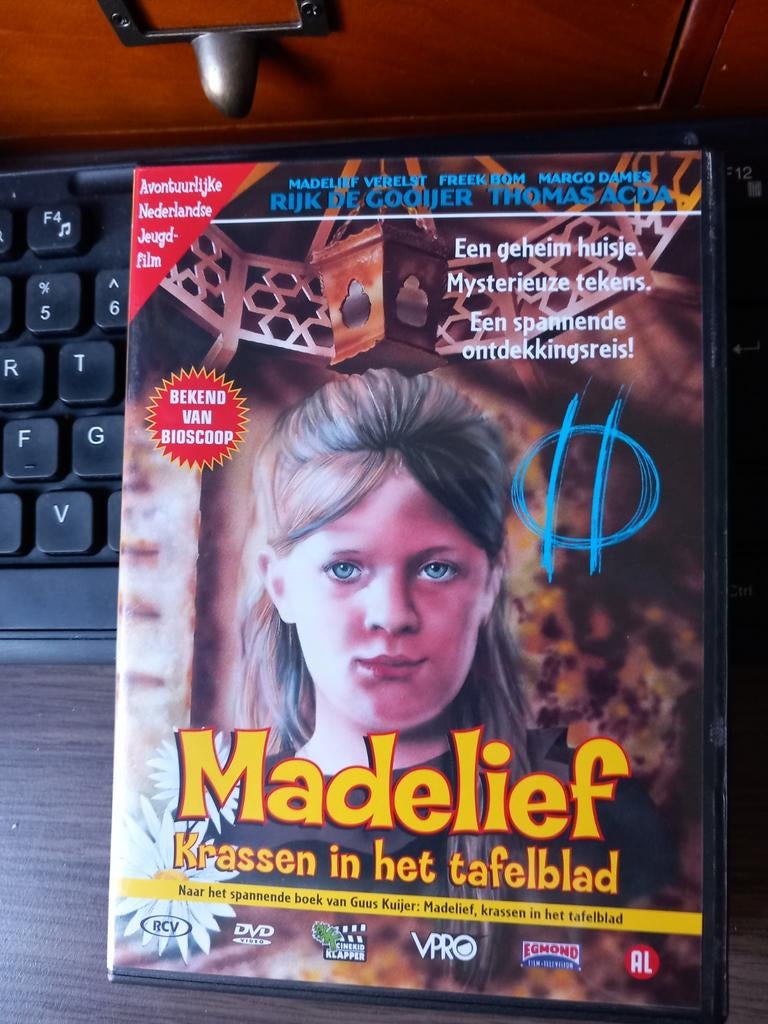 F12
F4
%
5
^
6
R
T
F
G
V
Ctrl
Avontuurlijke
Nederlandse
Jeugd-
film
MADELIEF VERELST FREEK BOM MARGO DAMES
RIJK DE GOOIJER THOMAS ACDA
Een geheim huisje.
Mysterieuze tekens.
Een spannende
ontdekkingsreis!
BEKEND
VAN
BIOSCOOP
Madelief
Krassen in het tafelblad
Naar het spannende boek van Guus Kuijer: Madelief, krassen in het tafelblad
RCV
DVD
VIDEO
CINEKID
KLAPPER
VPRO
EGMOND
FILM & TELEVISION
AL